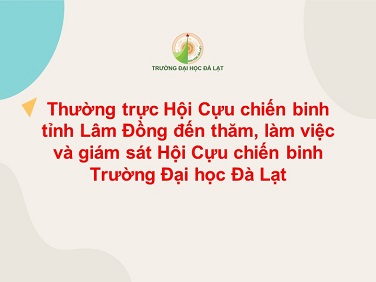 TRƯỜNG ĐẠI HỌC ĐÀ LẠT
Thường trực Hội Cựu chiến binh
tỉnh Lâm Đồng đến thăm, làm việc
và giám sát Hội Cựu chiến binh
Trường Đại học Đà Lạt